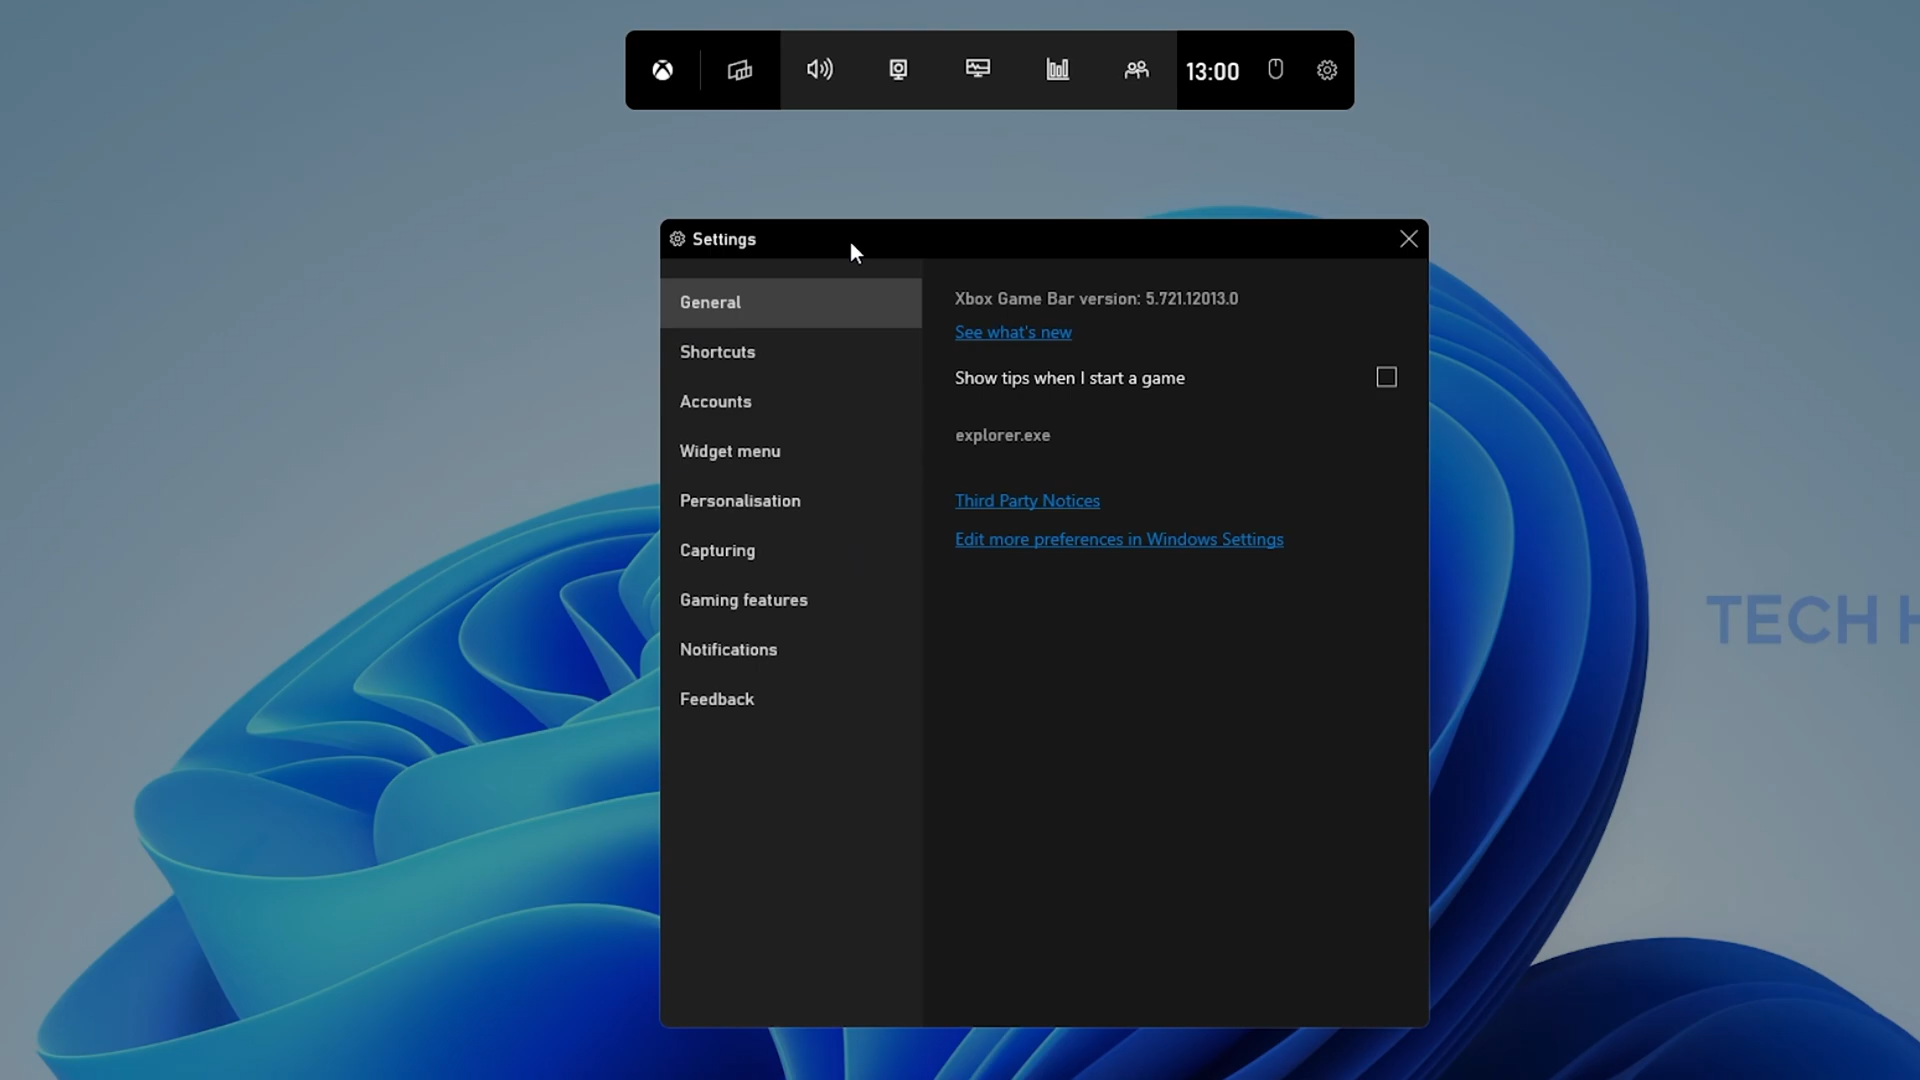 13:00
Settings
General
Shortcuts
Accounts
Widget menu
Personalisation
Capturing
Gaming features
Notifications
Feedback
Xbox Game Bar version: 5.721.12013.0
See what's new
Show tips when I start a game
explorer.exe
Third Party Notices
Edit more preferences in Windows Settings
TECH H